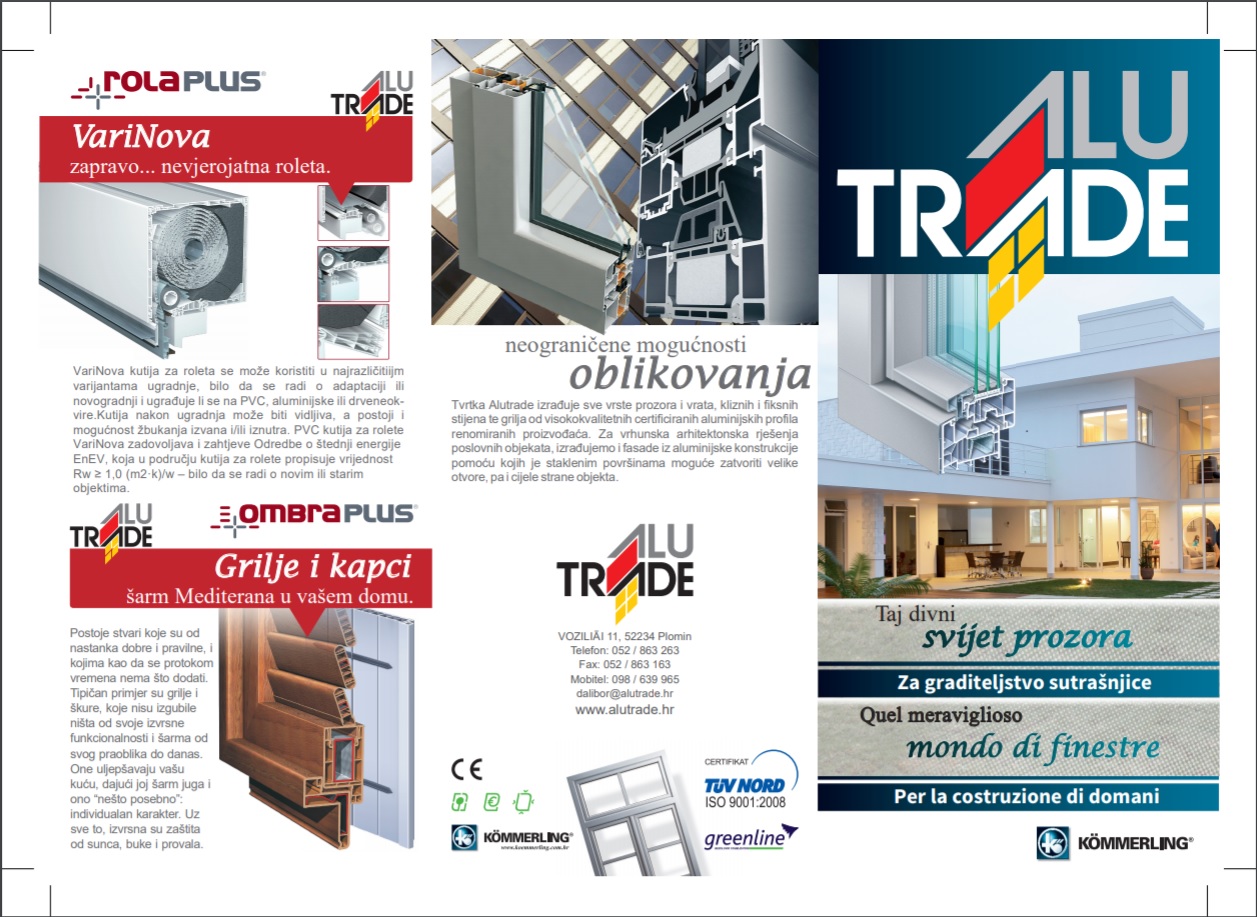 rolaPLUS®
ALU
TRADE
VariNova
zapravo... nevjerojatna roleta.
VariNova kutija za roleta se može koristiti u najrazličitiijm
varijantama ugradnje, bilo da se radi o adaptaciji ili
novogradnji i ugrađuje li se na PVC, aluminijske ili drveneok-
vire.Kutija nakon ugradnja može biti vidljiva, a postoji i
mogućnost žbukanja izvana i/ili iznutra. PVC kutija za rolete
VariNova zadovoljava i zahtjeve Odredbe o štednji energije
EnEV, koja u području kutija za rolete propisuje vrijednost
Rw ≥ 1,0 (m2·k)/w – bilo da se radi o novim ili starim
objektima.
ALU
TRADE
OMBRAPLUS®
Grilje i kapci
šarm Mediterana u vašem domu.
Postoje stvari koje su od
nastanka dobre i pravilne, i
kojima kao da se protokom
vremena nema što dodati.
Tipičan primjer su grilje i
škure, koje nisu izgubile
ništa od svoje izvrsne
funkcionalnosti i šarma od
svog praoblika do danas.
One uljepšavaju vašu
kuću, dajući joj šarm juga i
ono “nešto posebno”:
individualan karakter. Uz
sve to, izvrsna su zaštita
od sunca, buke i provala.
neograničene mogućnosti
oblikovanja
Tvrtka Alutrade izrađuje sve vrste prozora i vrata, kliznih i fiksnih
stijena te grilja od visokokvalitetnih certificiranih aluminijskih profila
renomiranih proizvođača. Za vrhunska arhitektonska rješenja
poslovnih objekata, izrađujemo i fasade iz aluminijske konstrukcije
pomoću kojih je staklenim površinama moguće zatvoriti velike
otvore, pa i cijele strane objekta.
ALU
TRADE
VOZILIĂI 11, 52234 Plomin
Telefon: 052 / 863 263
Fax: 052 / 863 163
Mobitel: 098 / 639 965
dalibor@alutrade.hr
www.alutrade.hr
CE
KÖMMERLING®
www.koemmerling.com.hr
CERTIFIKAT
TÜV NORD
ISO 9001:2008
greenline
ALU
TRADE
Taj divni
svijet prozora
Za graditeljstvo sutrašnjice
Quel meraviglioso
mondo di finestre
Per la costruzione di domani
KÖMMERLING®